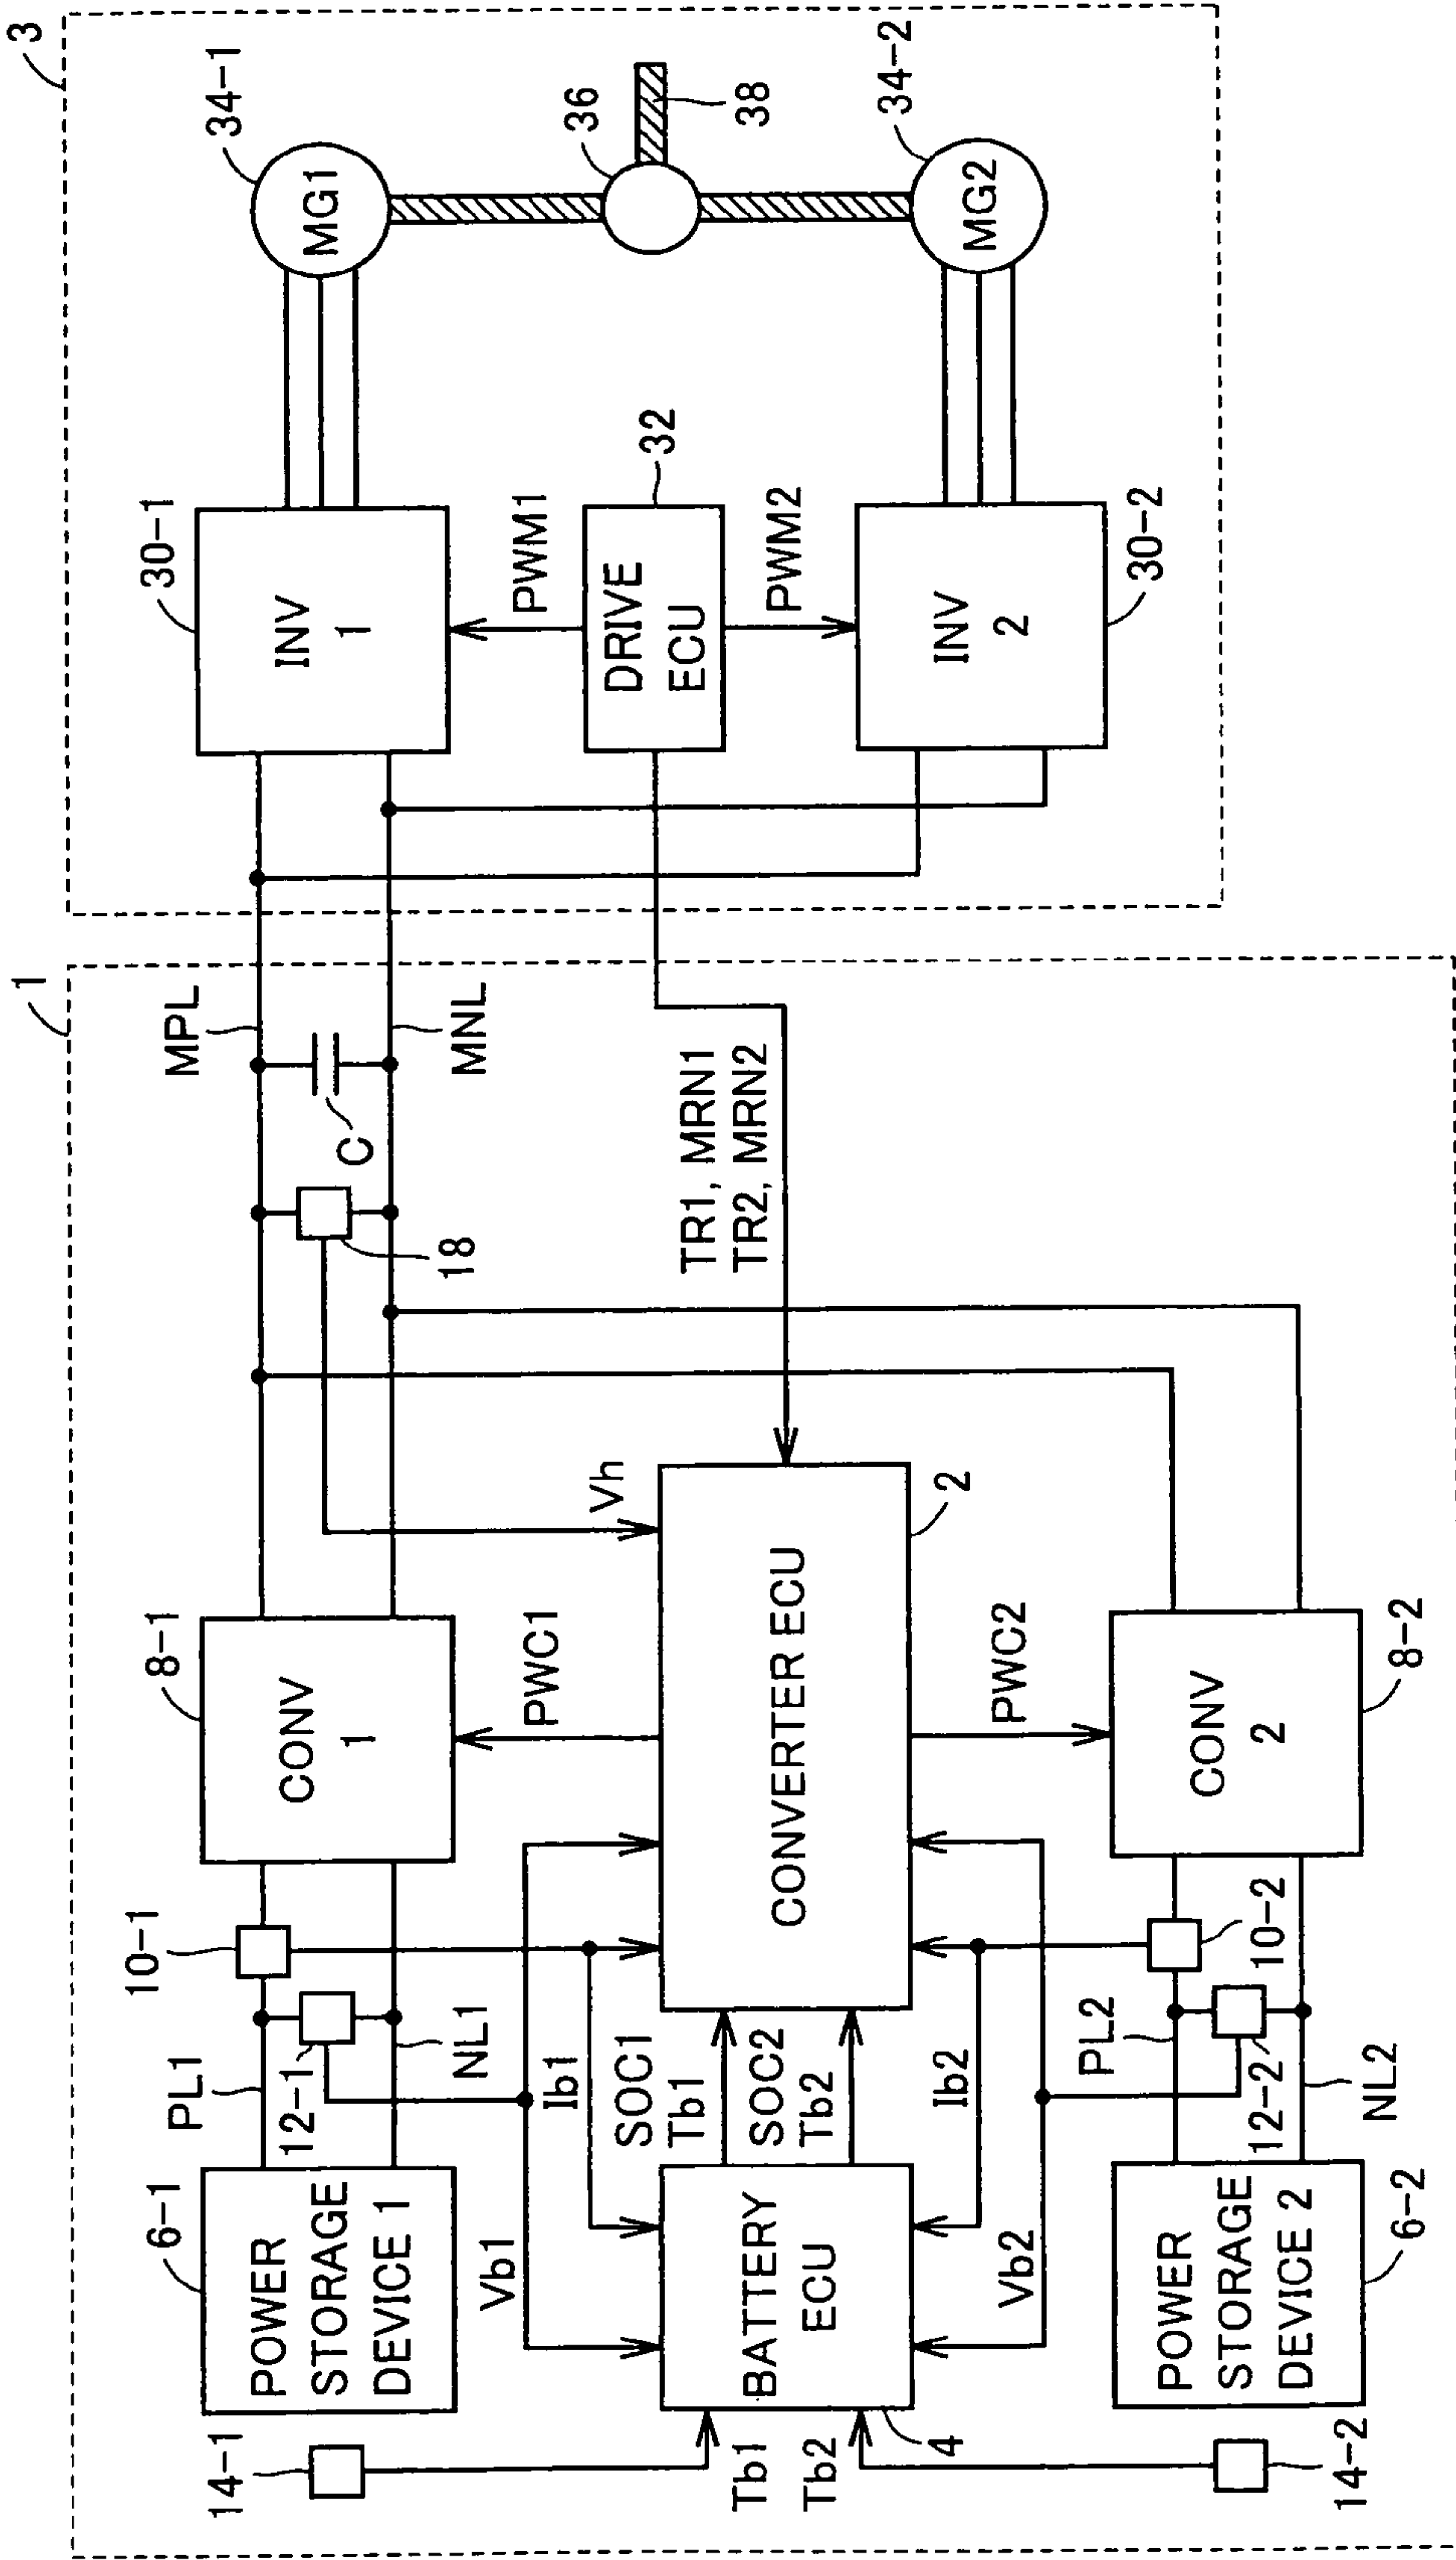 1
3
14-1
6-1
POWER
STORAGE
DEVICE 1
PL1
12-1
NL1
10-1
8-1
CONV
1
MPL
C
MNL
18
30-1
INV
1
34-1
MG1
Vb1
Ib1
PWC1
Vh
PWM1
36
38
Tb1
Tb2
BATTERY
ECU
4
SOC1
Tb1
SOC2
Tb2
CONVERTER ECU
2
TR1, MRN1
TR2, MRN2
DRIVE
ECU
32
Vb2
Ib2
PWC2
PWM2
14-2
POWER
STORAGE
DEVICE 2
6-2
PL2
12-2
NL2
10-2
CONV
2
8-2
INV
2
30-2
MG2
34-2